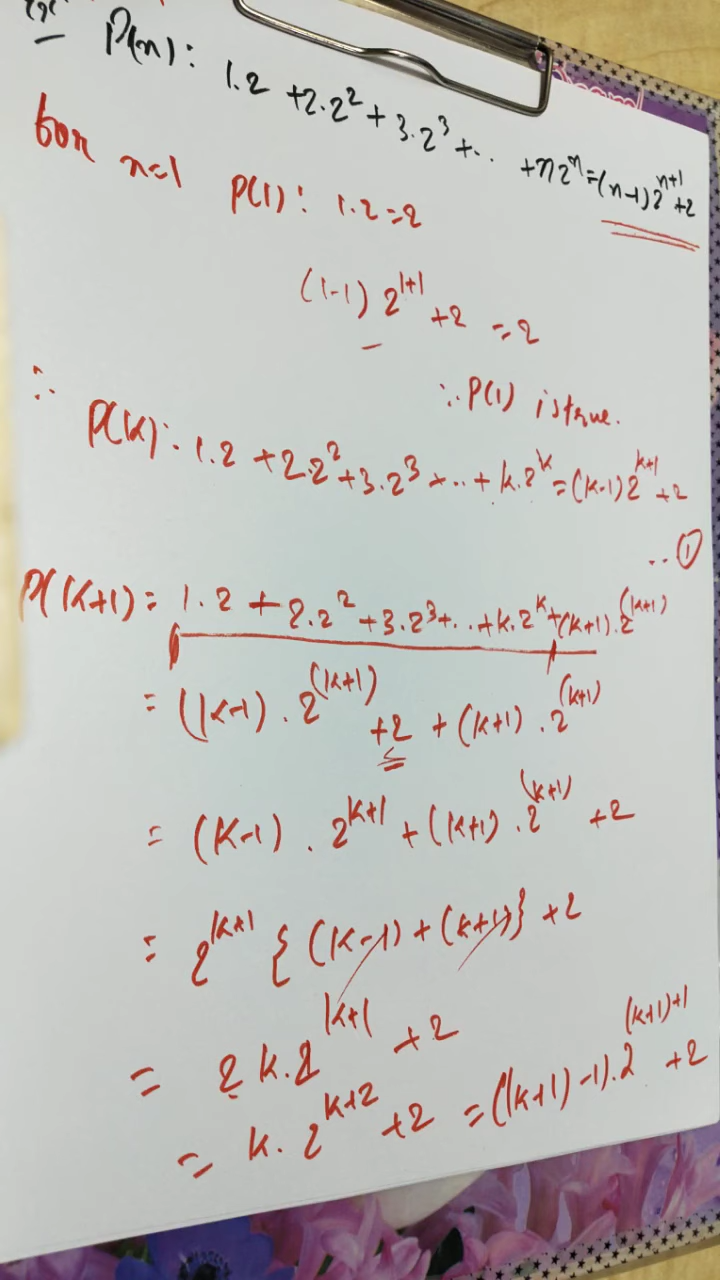 P(n): 1.2 + 2.2² + 3.2³ + .. + n2ⁿ = (n-1)2ⁿ⁺¹ + 2
for n=1 P(1): 1.2=2
(1-1) 2¹⁺¹ + 2 = 2
∴ P(1) is true.
∴ P(k): 1.2 + 2.2² + 3.2³ + .. + k.2ᵏ = (k-1)2ᵏ⁺¹ + 2
.. ①
P(k+1) = 1.2 + 2.2² + 3.2³ + .. + k.2ᵏ + (k+1).2⁽ᵏ⁺¹⁾
= (k-1) . 2⁽ᵏ⁺¹⁾ + 2 + (k+1) . 2⁽ᵏ⁺¹⁾
= (k-1) . 2ᵏ⁺¹ + (k+1) . 2⁽ᵏ⁺¹⁾ + 2
= 2ᵏ⁺¹ {(k-1) + (k+1)} + 2
= 2k.2ᵏ⁺¹ + 2
= k. 2ᵏ⁺² + 2 = ((k+1)-1).2⁽ᵏ⁺¹⁾⁺¹ + 2